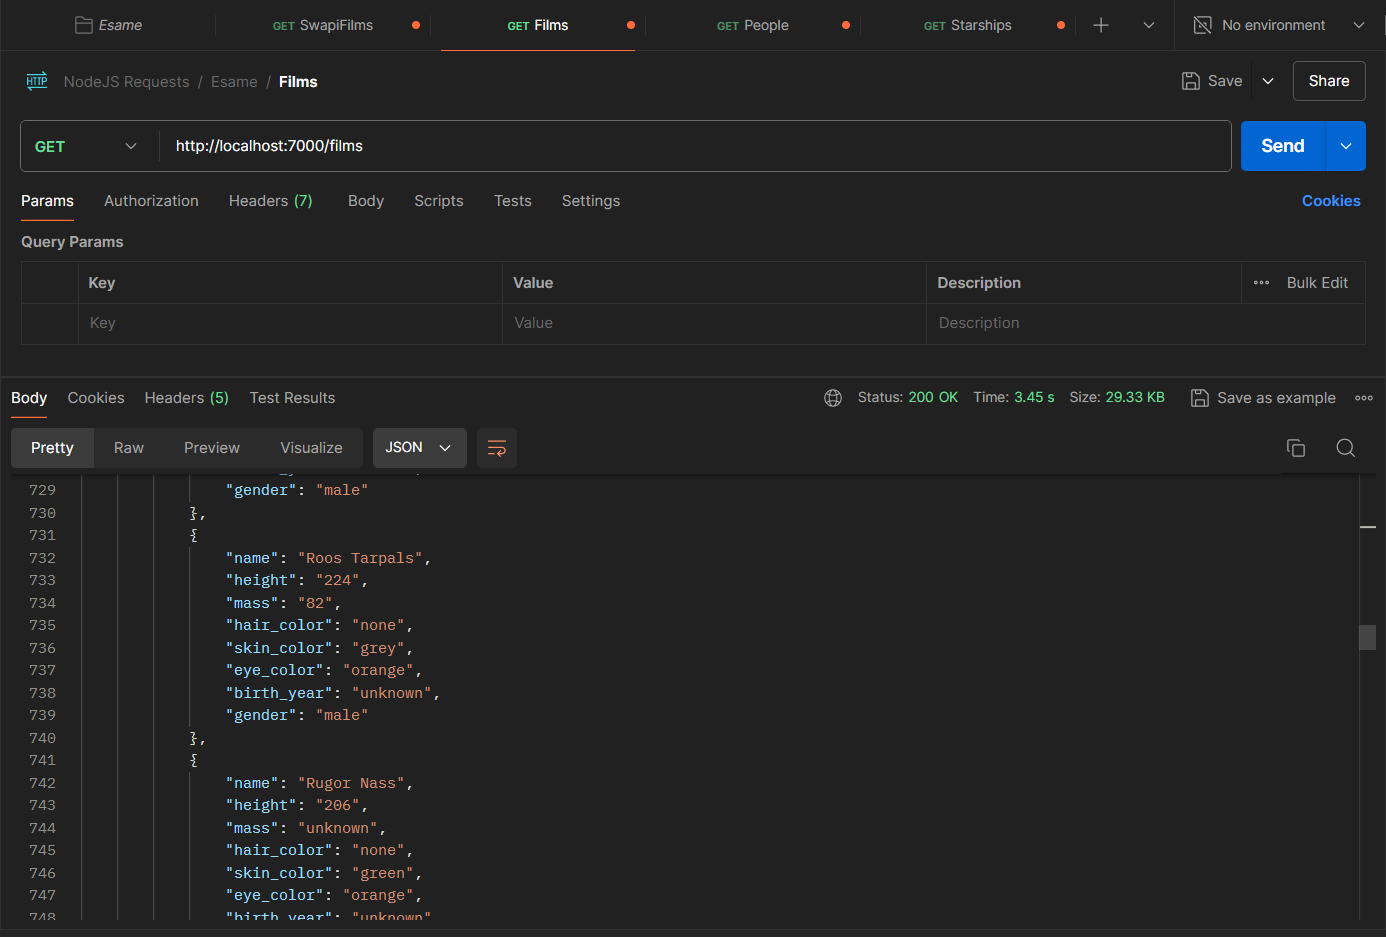 Esame GET SwapiFilms GET Films GET People GET Starships No environment
HTTP NodeJS Requests / Esame / Films Save Share
GET http://localhost:7000/films Send
Params Authorization Headers (7) Body Scripts Tests Settings Cookies
Query Params
Key Value Description Bulk Edit
Key Value Description
Body Cookies Headers (5) Test Results Status: 200 OK Time: 3.45 s Size: 29.33 KB Save as example
Pretty Raw Preview Visualize JSON
729 "gender": "male"
730 },
731 {
732 "name": "Roos Tarpals",
733 "height": "224",
734 "mass": "82",
735 "hair_color": "none",
736 "skin_color": "grey",
737 "eye_color": "orange",
738 "birth_year": "unknown",
739 "gender": "male"
740 },
741 {
742 "name": "Rugor Nass",
743 "height": "206",
744 "mass": "unknown",
745 "hair_color": "none",
746 "skin_color": "green",
747 "eye_color": "orange",
748 "birth_year": "unknown"